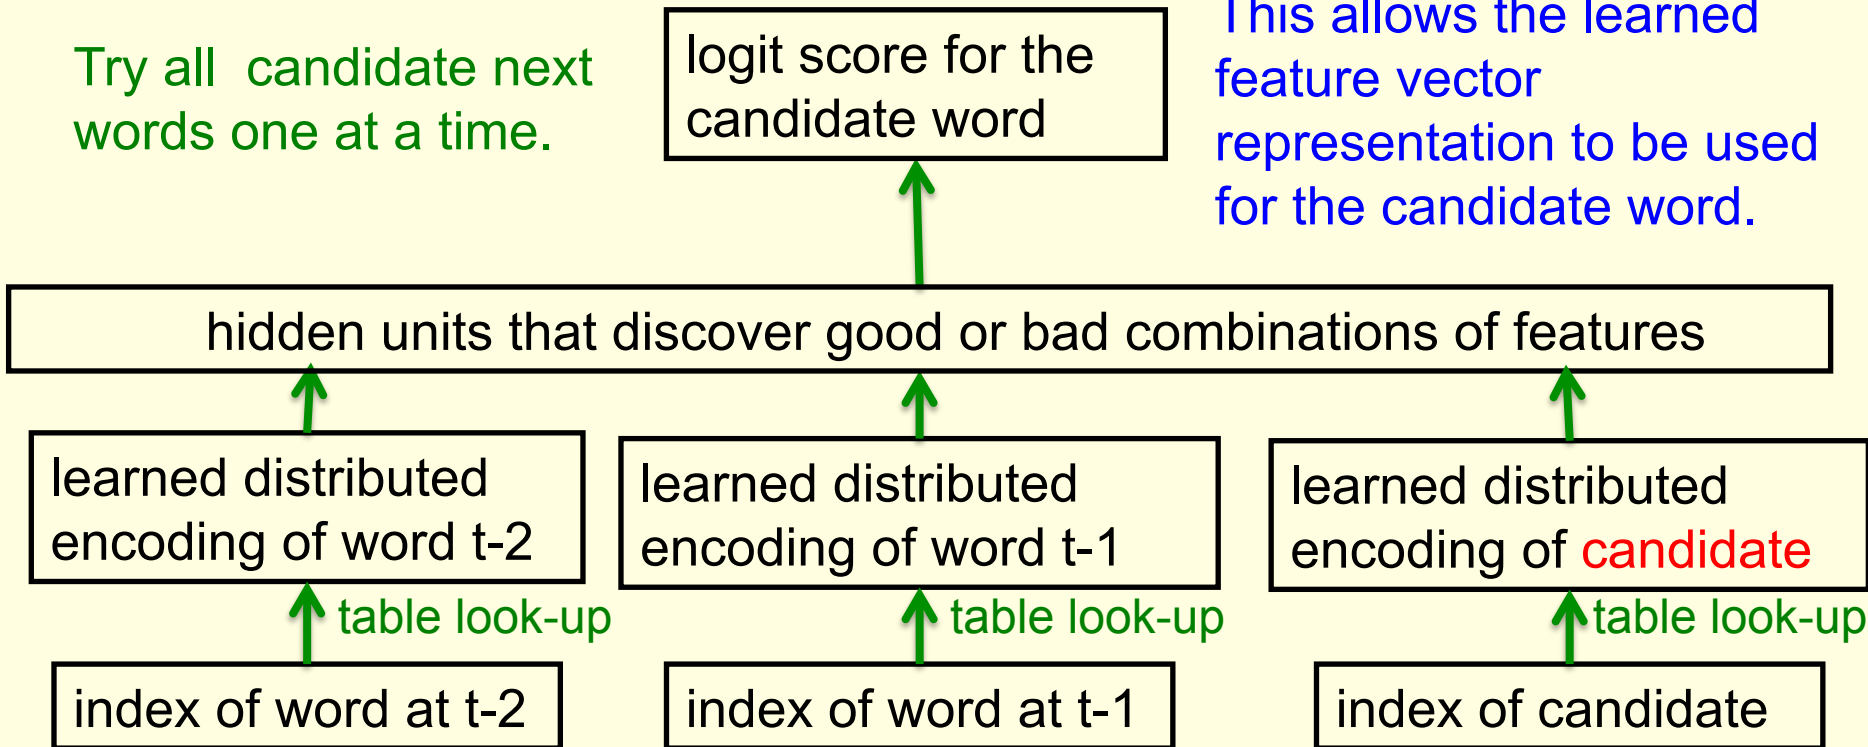 Try all candidate next
words one at a time.
logit score for the
candidate word
This allows the learned
feature vector
representation to be used
for the candidate word.
hidden units that discover good or bad combinations of features
learned distributed
encoding of word t-2
learned distributed
encoding of word t-1
learned distributed
encoding of candidate
table look-up
table look-up
table look-up
index of word at t-2
index of word at t-1
index of candidate